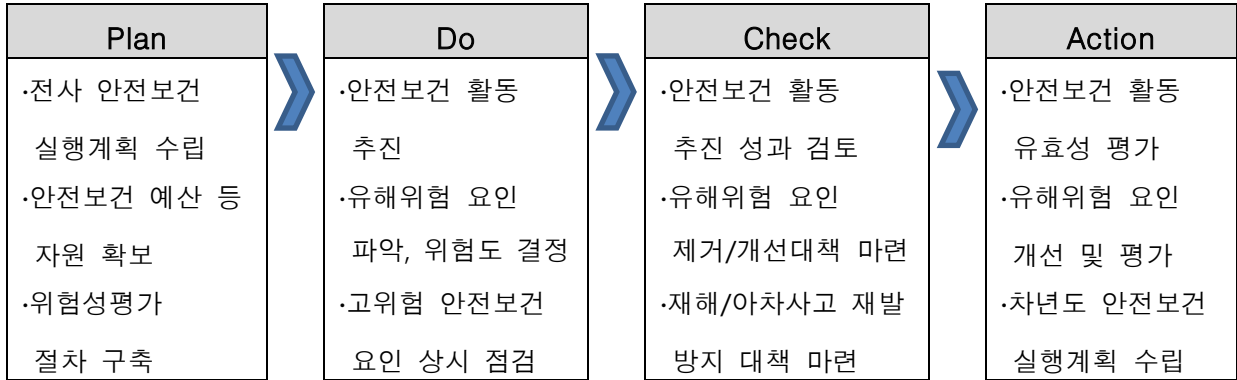 Plan
·전사 안전보건
실행계획 수립
·안전보건 예산 등
자원 확보
·위험성평가
절차 구축
Do
·안전보건 활동
추진
·유해위험 요인
파악, 위험도 결정
·고위험 안전보건
요인 상시 점검
Check
·안전보건 활동
추진 성과 검토
·유해위험 요인
제거/개선대책 마련
·재해/아차사고 재발
방지 대책 마련
Action
·안전보건 활동
유효성 평가
·유해위험 요인
개선 및 평가
·차년도 안전보건
실행계획 수립